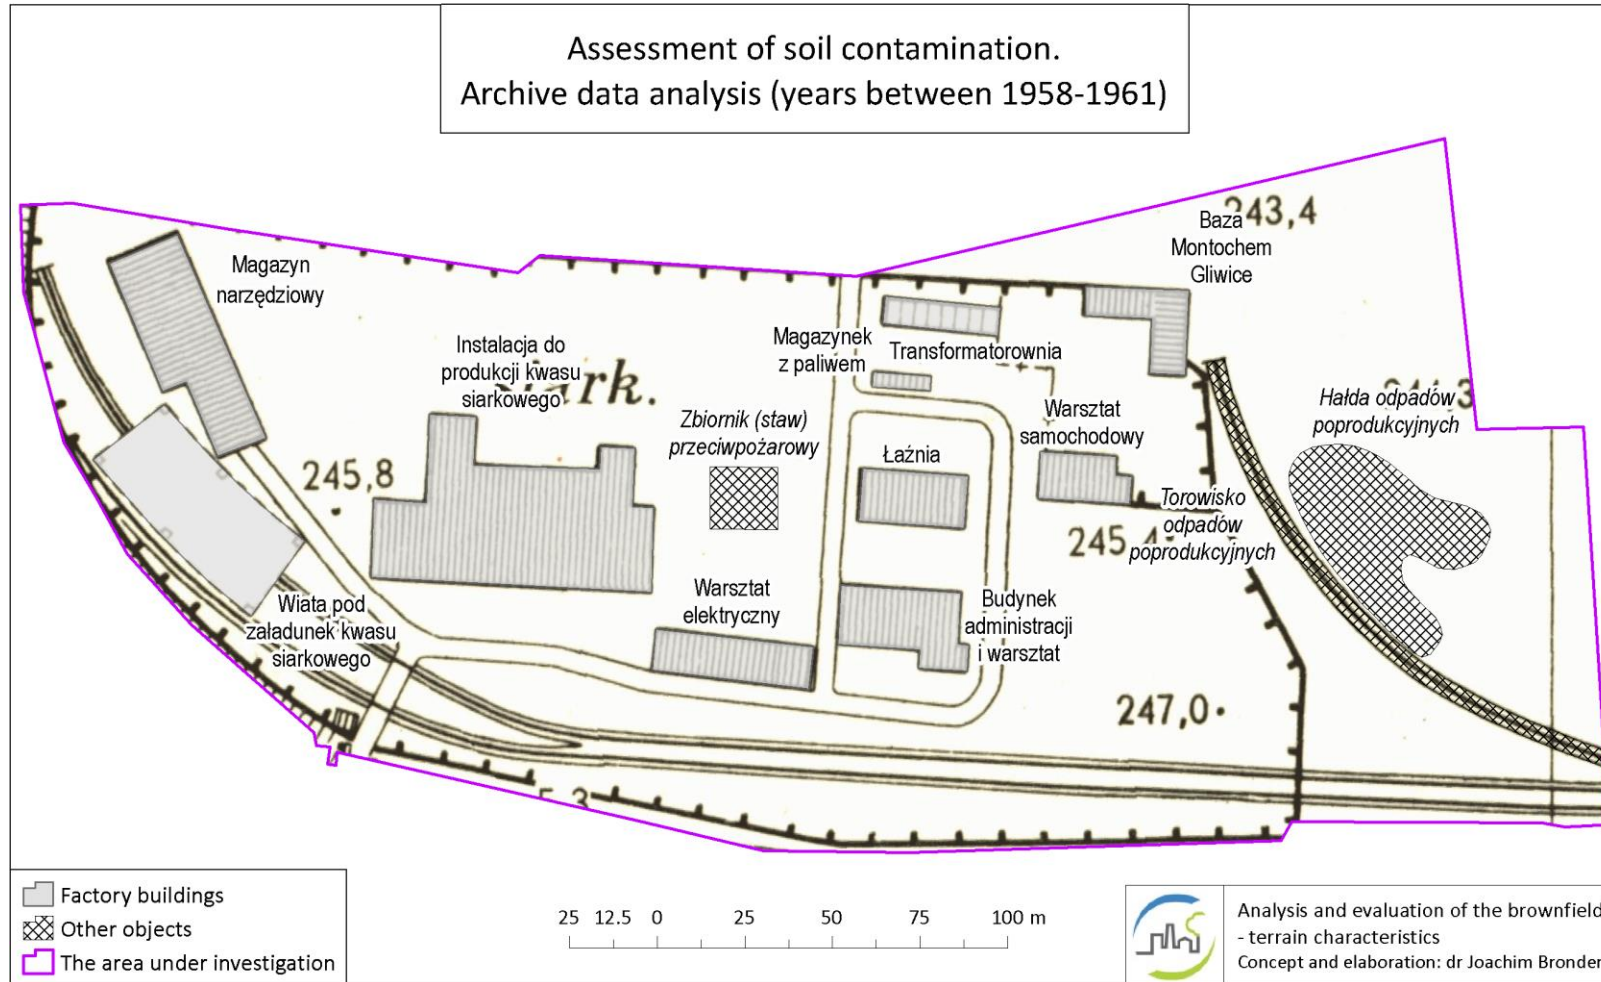 Assessment of soil contamination.
Archive data analysis (years between 1958-1961)
243,4
Baza
Montochem
Gliwice
Magazyn
narzędziowy
Instalacja do
produkcji kwasu
siarkowego
ark.
Magazynek
z paliwem
Transformatorownia
Zbiornik (staw)
przeciwpożarowy
Łaźnia
Warsztat
samochodowy
Hałda odpadów
poprodukcyjnych
245,8
Torowisko
odpadów
poprodukcyjnych
245,4
Wiata pod
załadunek kwasu
siarkowego
Warsztat
elektryczny
Budynek
administracji
i warsztat
247,0
5,3
Factory buildings
Other objects
The area under investigation
25 12.5 0 25 50 75 100 m
Analysis and evaluation of the brownfield
- terrain characteristics
Concept and elaboration: dr Joachim Bronder